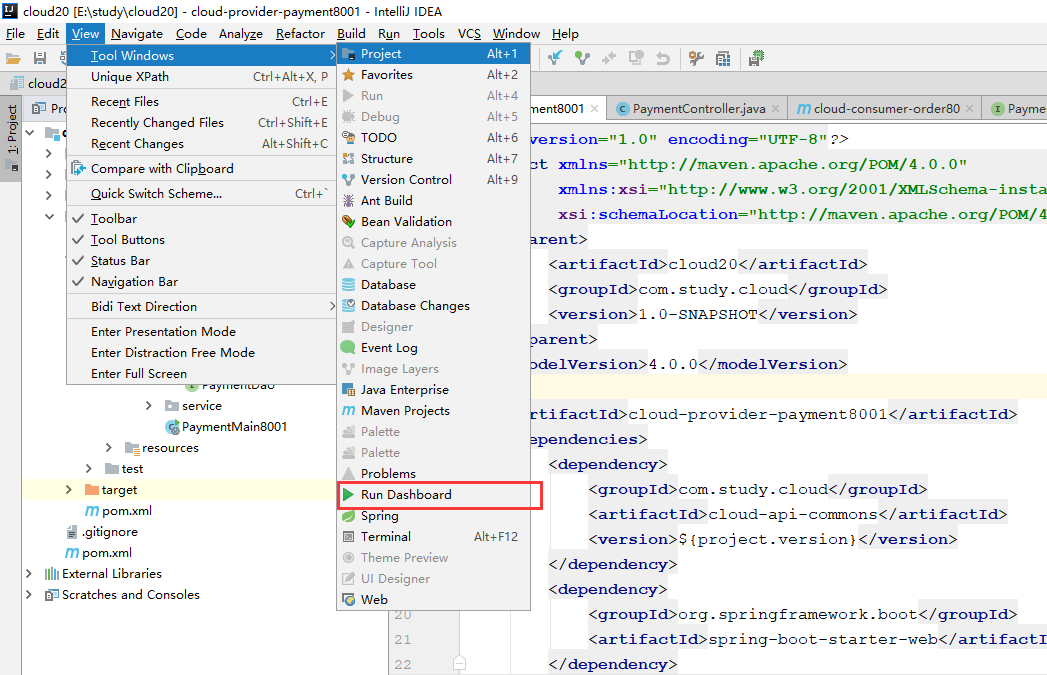 cloud20 [E:\study\cloud20] - cloud-provider-payment8001 - IntelliJ IDEA
File Edit View Navigate Code Analyze Refactor Build Run Tools VCS Window Help
Tool Windows
Unique XPath Ctrl+Alt+X, P
Recent Files Ctrl+E
Recently Changed Files Ctrl+Shift+E
Recent Changes Alt+Shift+C
Compare with Clipboard
Quick Switch Scheme... Ctrl+`
Toolbar
Tool Buttons
Status Bar
Navigation Bar
Bidi Text Direction
Enter Presentation Mode
Enter Distraction Free Mode
Enter Full Screen
Project Alt+1
Favorites Alt+2
Run Alt+4
Debug Alt+5
TODO Alt+6
Structure Alt+7
Version Control Alt+9
Ant Build
Bean Validation
Capture Analysis
Capture Tool
Database
Database Changes
Designer
Event Log
Image Layers
Java Enterprise
Maven Projects
Palette
Palette
Problems
Run Dashboard
Spring
Terminal Alt+F12
Theme Preview
UI Designer
Web
cloud2
1: Project
Pro
PaymentDao
service
PaymentMain8001
resources
test
target
pom.xml
.gitignore
pom.xml
External Libraries
Scratches and Consoles
ment8001 PaymentController.java cloud-consumer-order80 Payme
version="1.0" encoding="UTF-8"?>
ct xmlns="http://maven.apache.org/POM/4.0.0"
xmlns:xsi="http://www.w3.org/2001/XMLSchema-insta
xsi:schemaLocation="http://maven.apache.org/POM/4
arent>
<artifactId>cloud20</artifactId>
<groupId>com.study.cloud</groupId>
<version>1.0-SNAPSHOT</version>
parent>
odelVersion>4.0.0</modelVersion>
rtifactId>cloud-provider-payment8001</artifactId>
ependencies>
<dependency>
<groupId>com.study.cloud</groupId>
<artifactId>cloud-api-commons</artifactId>
<version>${project.version}</version>
</dependency>
<dependency>
20 <groupId>org.springframework.boot</groupId>
21 <artifactId>spring-boot-starter-web</artifactI
22 </dependency>